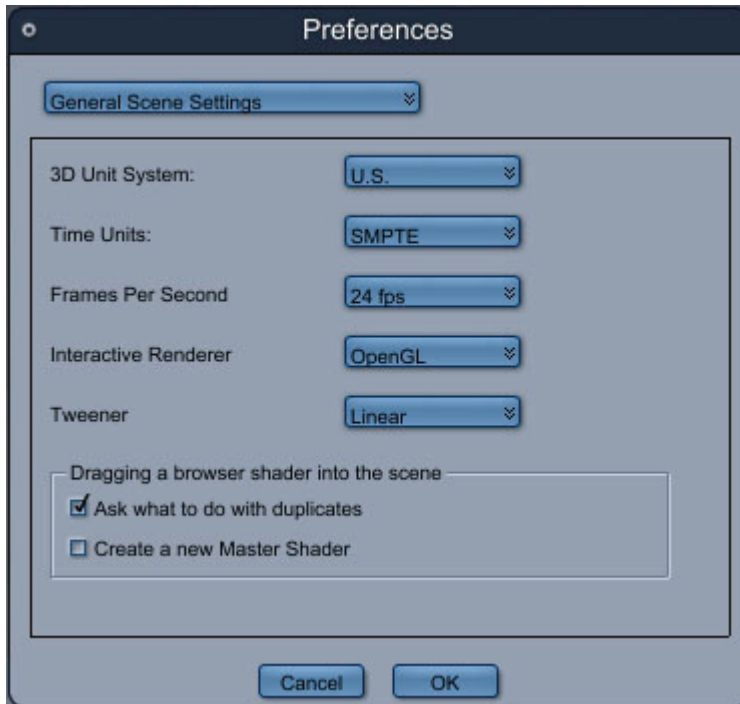 Preferences
General Scene Settings
3D Unit System: U.S.
Time Units: SMPTE
Frames Per Second 24 fps
Interactive Renderer OpenGL
Tweener Linear
Dragging a browser shader into the scene
Ask what to do with duplicates
Create a new Master Shader
Cancel OK